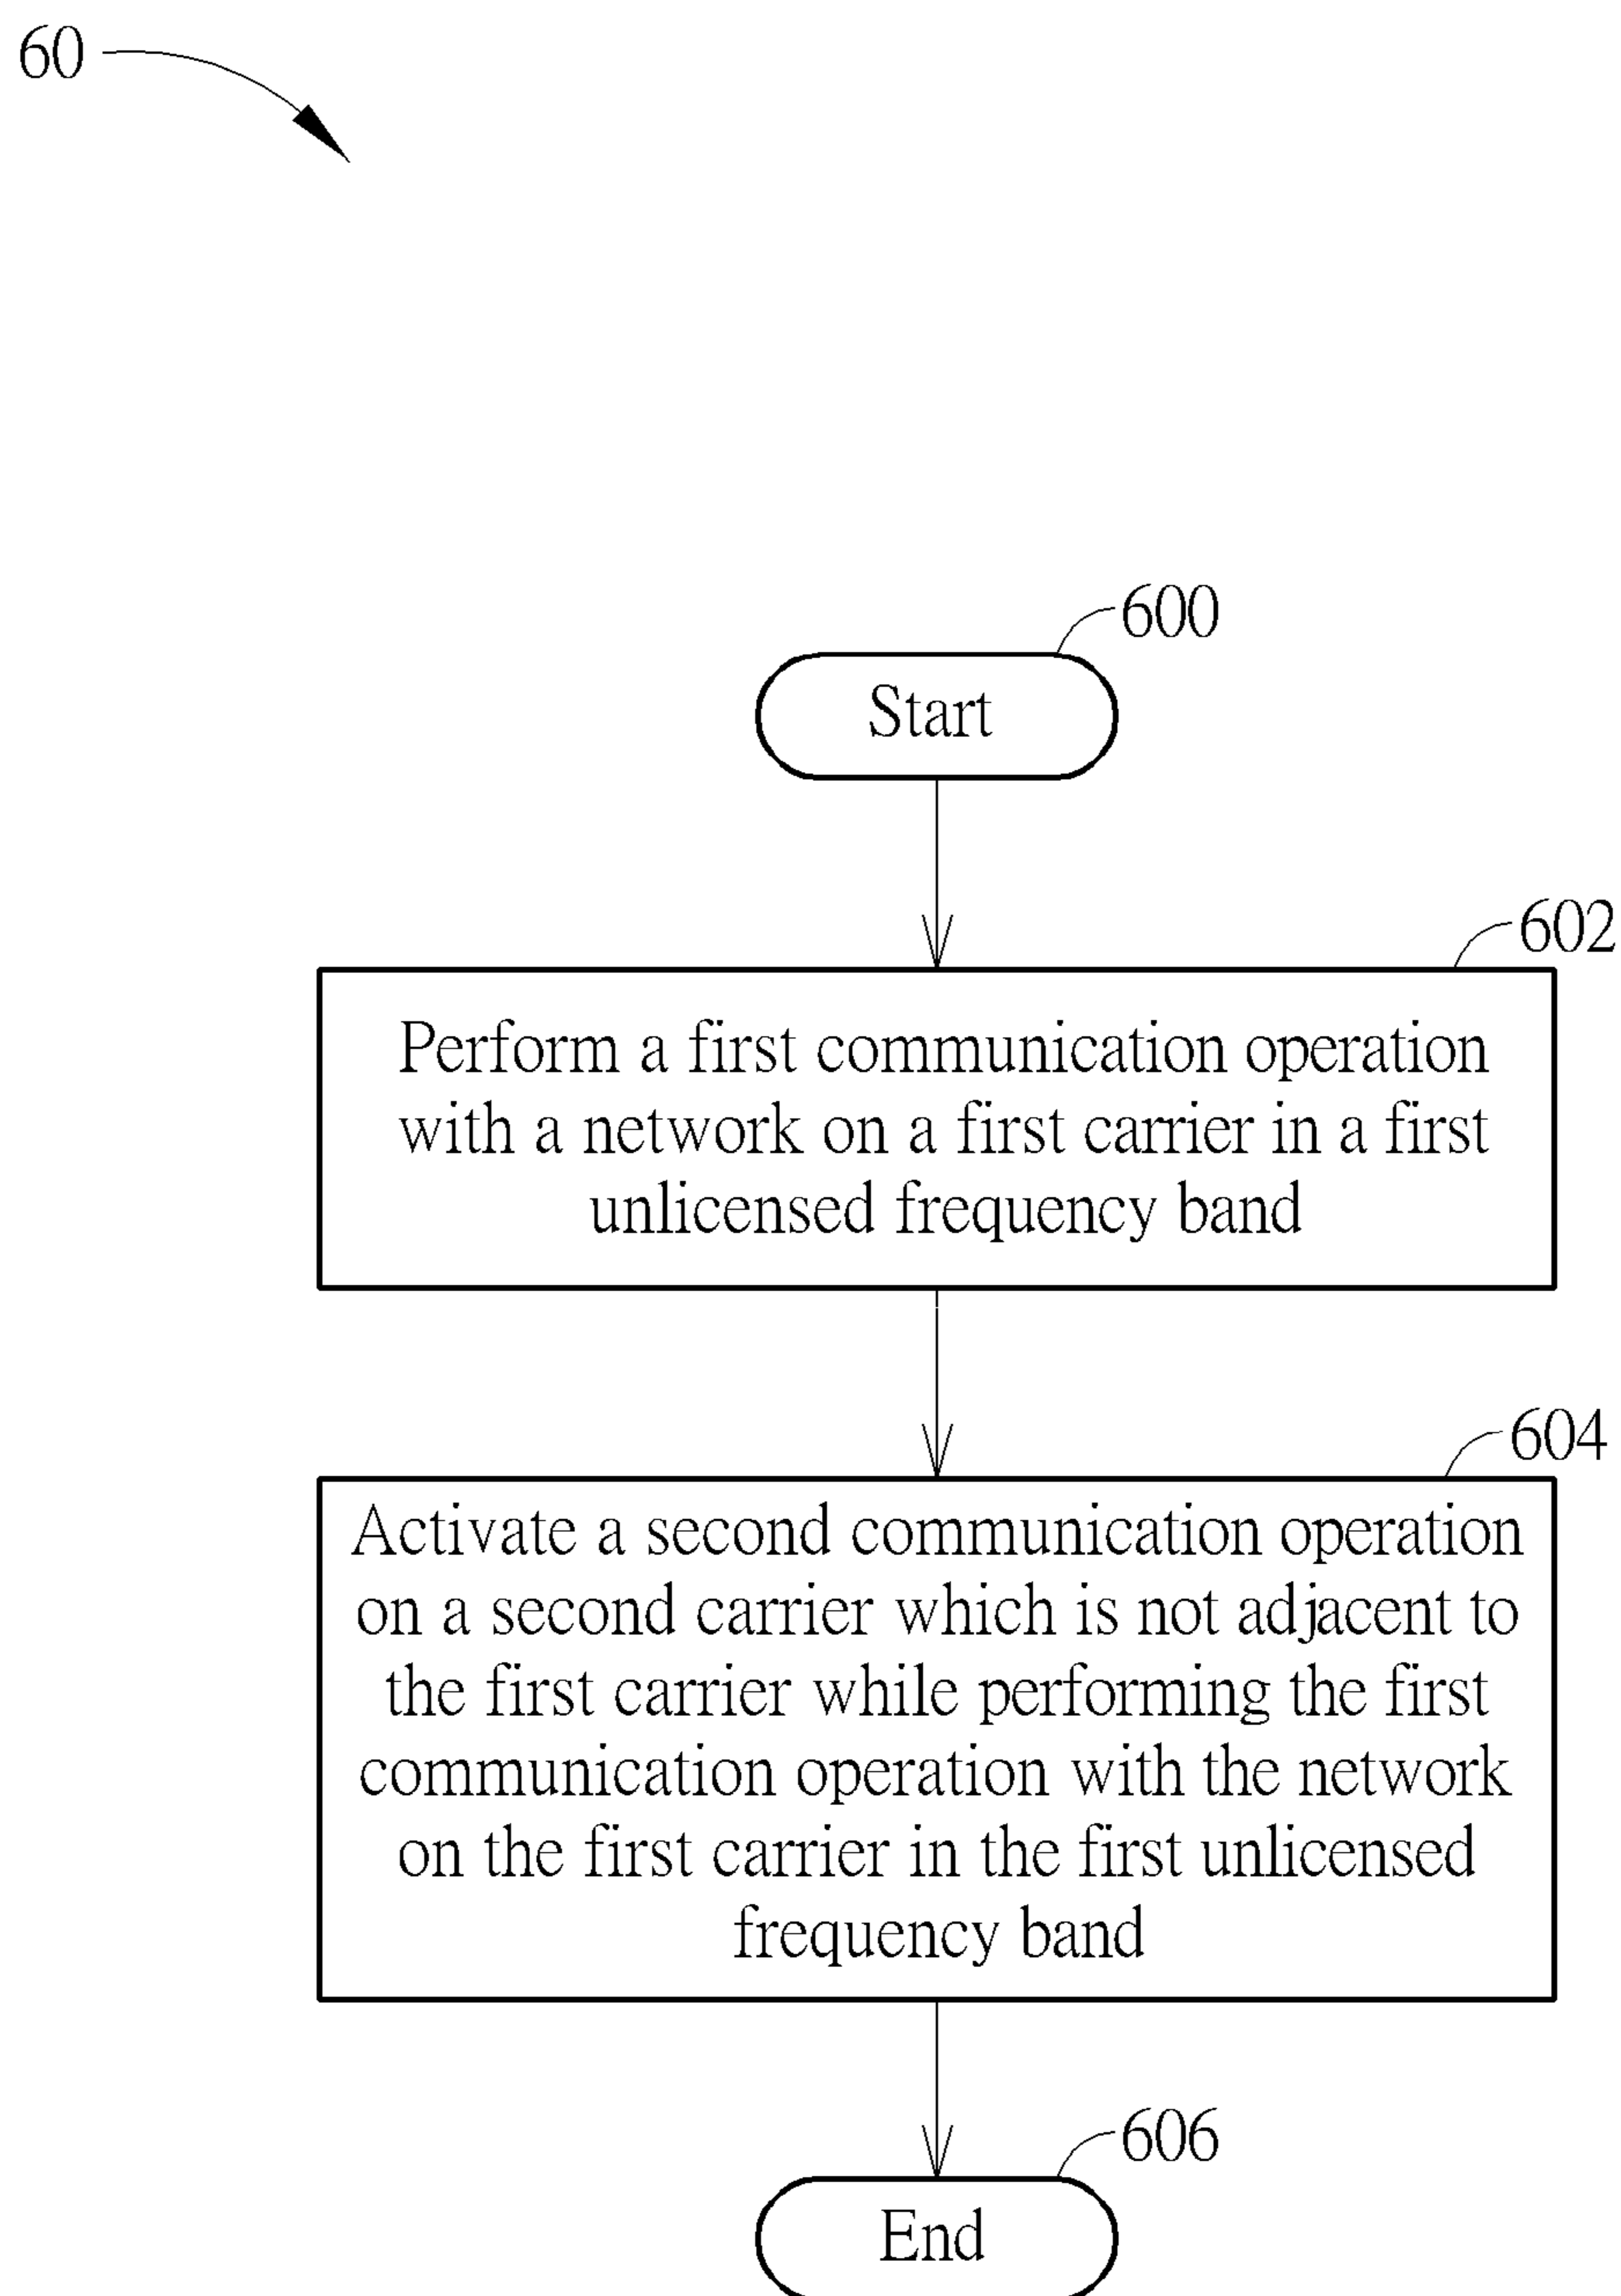 60
600
Start
602
Perform a first communication operation
with a network on a first carrier in a first
unlicensed frequency band
604
Activate a second communication operation
on a second carrier which is not adjacent to
the first carrier while performing the first
communication operation with the network
on the first carrier in the first unlicensed
frequency band
606
End